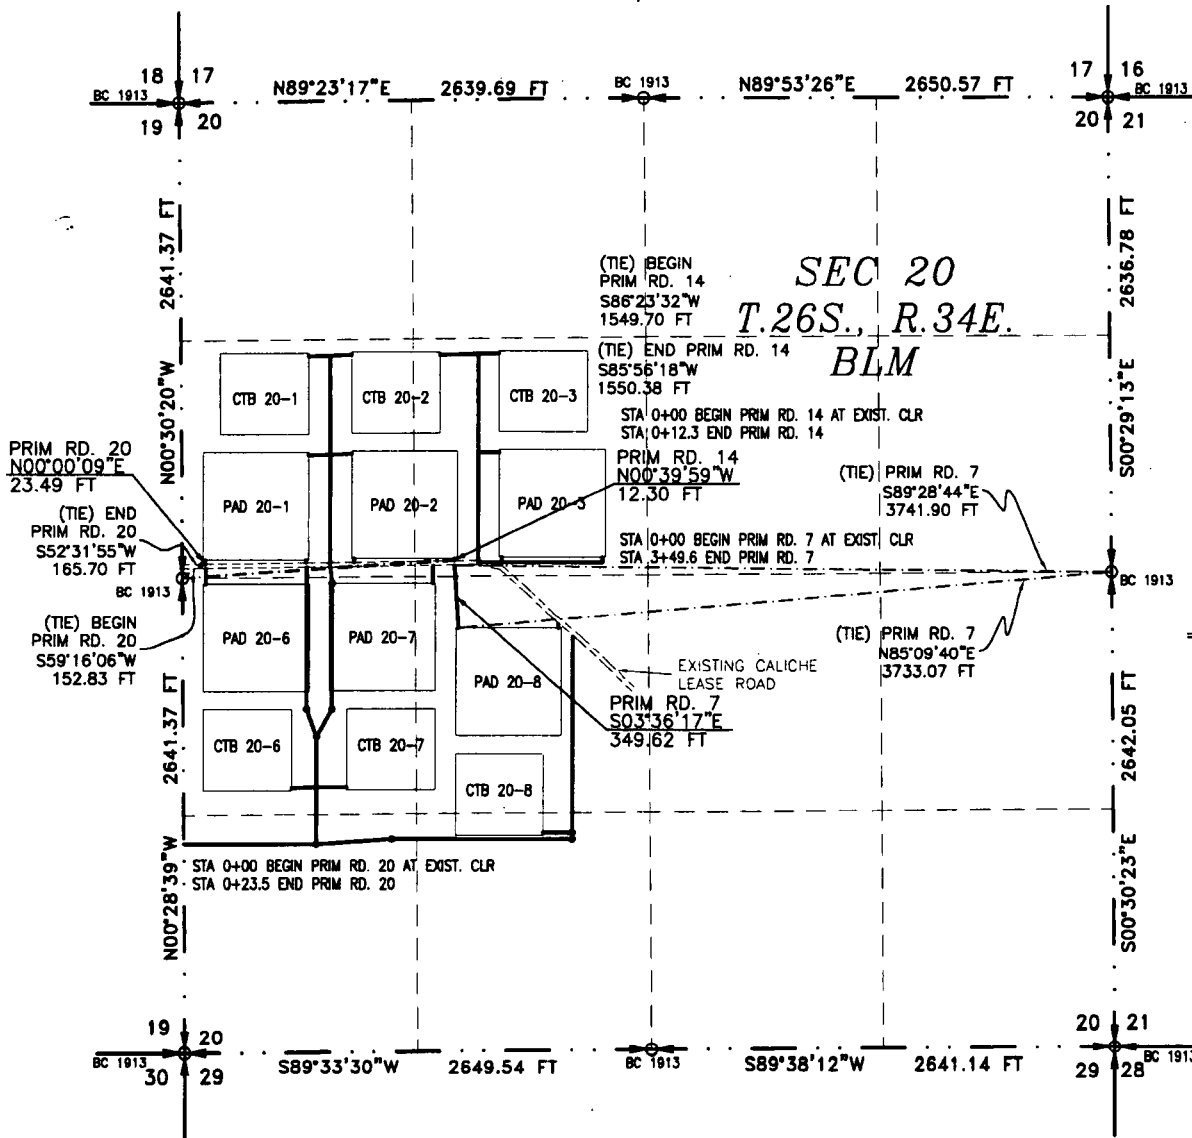 18 17
BC 1913
19 20
N89°23'17"E 2639.69 FT
BC 1913
N89°53'26"E 2650.57 FT
17 16
BC 1913
20 21
2641.37 FT
N00°30'20"W
2636.78 FT
S00°29'13"E
SEC 20
T.26S., R.34E.
BLM
(TIE) BEGIN
PRIM RD. 14
S86°23'32"W
1549.70 FT
(TIE) END PRIM RD. 14
S85°56'18"W
1550.38 FT
STA 0+00 BEGIN PRIM RD. 14 AT EXIST. CLR
STA 0+12.3 END PRIM RD. 14
CTB 20-1
CTB 20-2
CTB 20-3
PRIM RD. 20
N00°00'09"E
23.49 FT
PRIM RD. 14
N00°39'59"W
12.30 FT
(TIE) PRIM RD. 7
S89°28'44"E
3741.90 FT
PAD 20-1
PAD 20-2
PAD 20-3
(TIE) END
PRIM RD. 20
S52°31'55"W
165.70 FT
STA 0+00 BEGIN PRIM RD. 7 AT EXIST. CLR
STA 3+49.6 END PRIM RD. 7
BC 1913
BC 1913
(TIE) BEGIN
PRIM RD. 20
S59°16'06"W
152.83 FT
PAD 20-6
PAD 20-7
PAD 20-8
(TIE) PRIM RD. 7
N85°09'40"E
3733.07 FT
EXISTING CALICHE
LEASE ROAD
PRIM RD. 7
S03°36'17"E
349.62 FT
CTB 20-6
CTB 20-7
CTB 20-8
2641.37 FT
N00°28'39"W
2642.05 FT
S00°30'23"E
STA 0+00 BEGIN PRIM RD. 20 AT EXIST. CLR
STA 0+23.5 END PRIM RD. 20
19 20
BC 1913
30 29
S89°33'30"W 2649.54 FT
BC 1913
S89°38'12"W 2641.14 FT
20 21
BC 1913
29 28